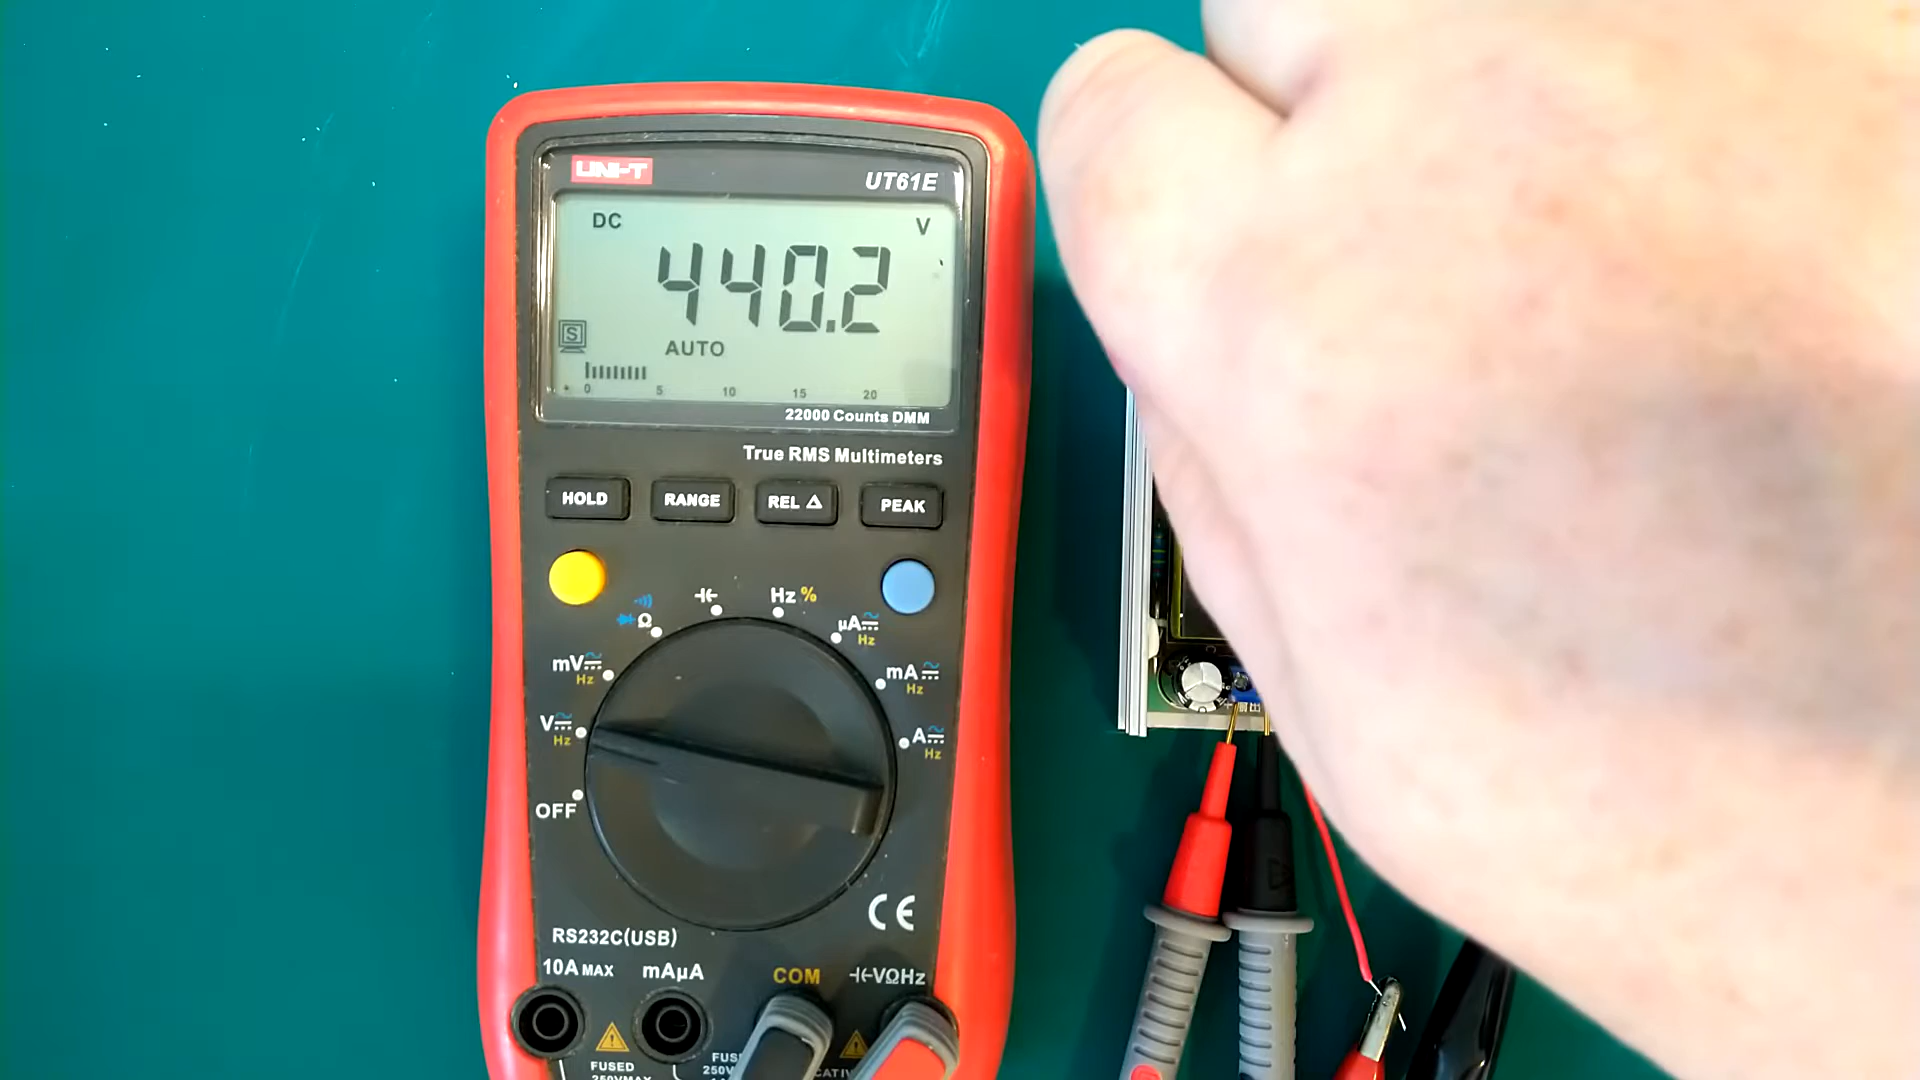 UNI-T
UT61E
DC V
440.2
S
AUTO
0 5 10 15 20
22000 Counts DMM
True RMS Multimeters
HOLD RANGE REL △ PEAK
Hz %
Ω
µA
Hz
mV
Hz
mA
Hz
V
Hz
A
Hz
OFF
CE
RS232C(USB)
10A MAX mAµA COM VΩHz
FUSED
250VMAX